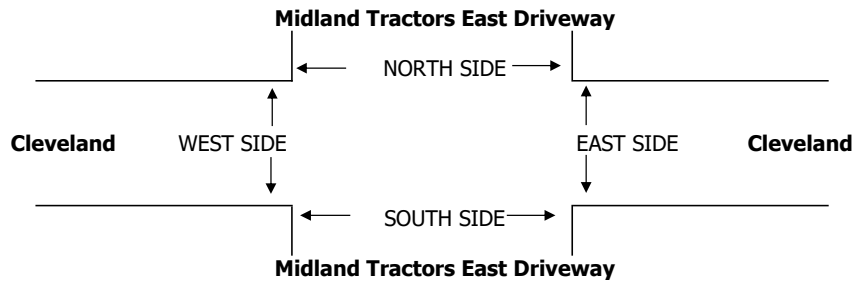 Midland Tractors East Driveway
NORTH SIDE
Cleveland WEST SIDE EAST SIDE Cleveland
SOUTH SIDE
Midland Tractors East Driveway